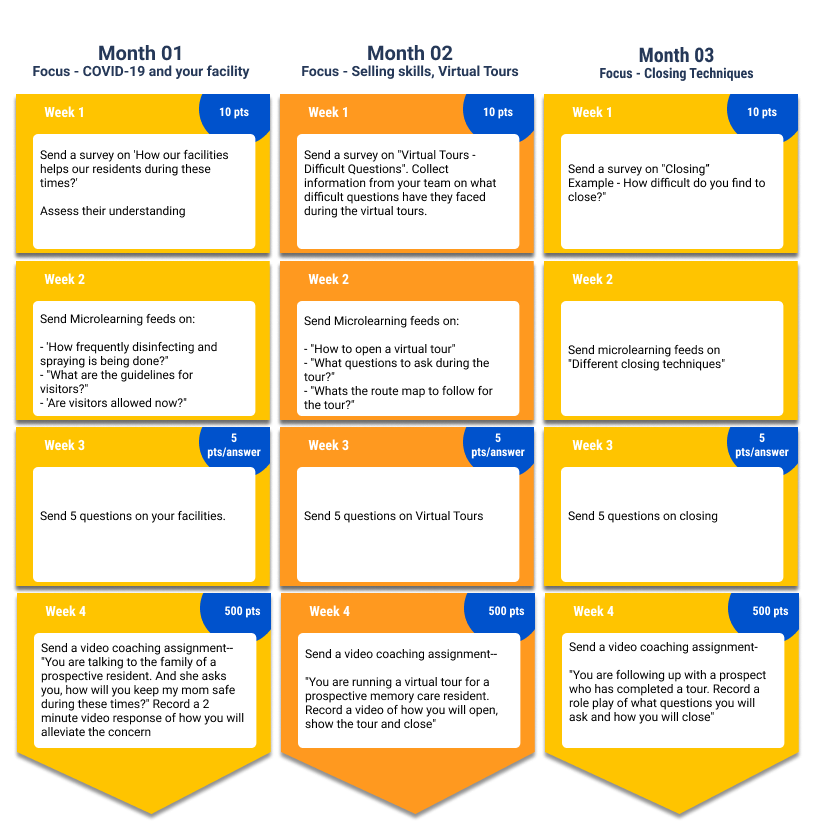 Month 01
Focus - COVID-19 and your facility
Week 1
10 pts
Send a survey on 'How our facilities
helps our residents during these
times?'
Assess their understanding
Week 2
Send Microlearning feeds on:
- 'How frequently disinfecting and
spraying is being done?"
- "What are the guidelines for
visitors?"
- 'Are visitors allowed now?"
Week 3
5
pts/answer
Send 5 questions on your facilities.
Week 4
500 pts
Send a video coaching assignment--
"You are talking to the family of a
prospective resident. And she asks
you, how will you keep my mom safe
during these times?" Record a 2
minute video response of how you will
alleviate the concern
Month 02
Focus - Selling skills, Virtual Tours
Week 1
10 pts
Send a survey on "Virtual Tours -
Difficult Questions". Collect
information from your team on what
difficult questions have they faced
during the virtual tours.
Week 2
Send Microlearning feeds on:
- "How to open a virtual tour"
- "What questions to ask during the
tour?"
- "Whats the route map to follow for
the tour?"
Week 3
5
pts/answer
Send 5 questions on Virtual Tours
Week 4
500 pts
Send a video coaching assignment--
"You are running a virtual tour for a
prospective memory care resident.
Record a video of how you will open,
show the tour and close"
Month 03
Focus - Closing Techniques
Week 1
10 pts
Send a survey on "Closing"
Example - How difficult do you find to
close?"
Week 2
Send microlearning feeds on
"Different closing techniques"
Week 3
5
pts/answer
Send 5 questions on closing
Week 4
500 pts
Send a video coaching assignment-
"You are following up with a prospect
who has completed a tour. Record a
role play of what questions you will
ask and how you will close"